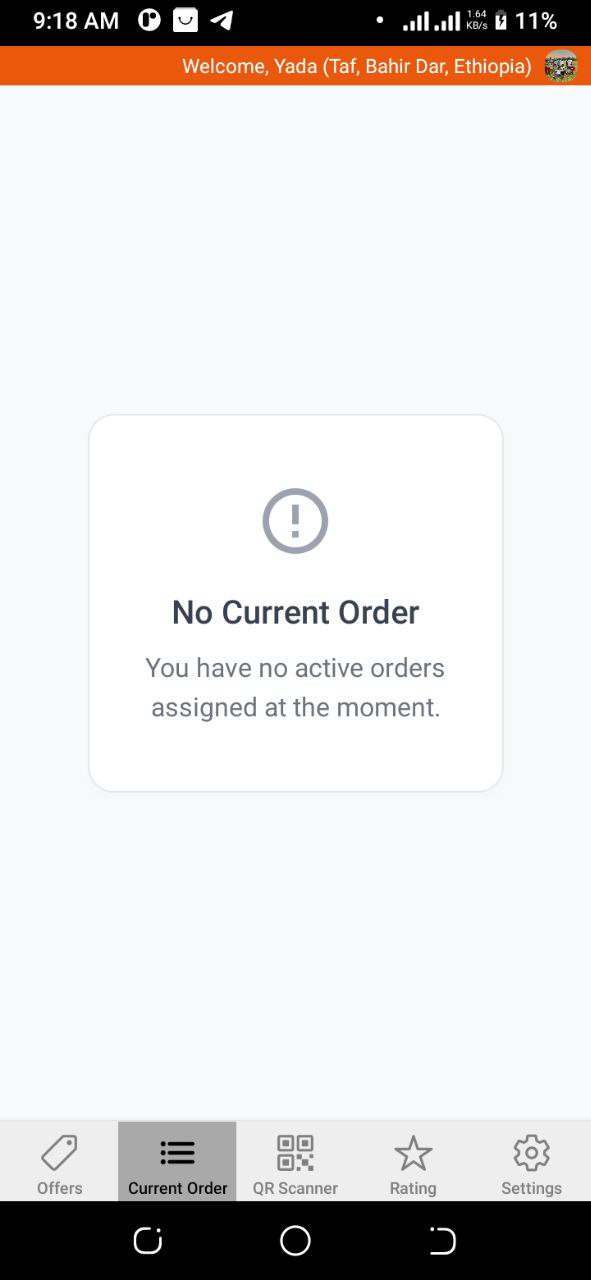 9:18 AM
1.64
KB/s
11%
Welcome, Yada (Taf, Bahir Dar, Ethiopia)
No Current Order
You have no active orders
assigned at the moment.
Offers
Current Order
QR Scanner
Rating
Settings